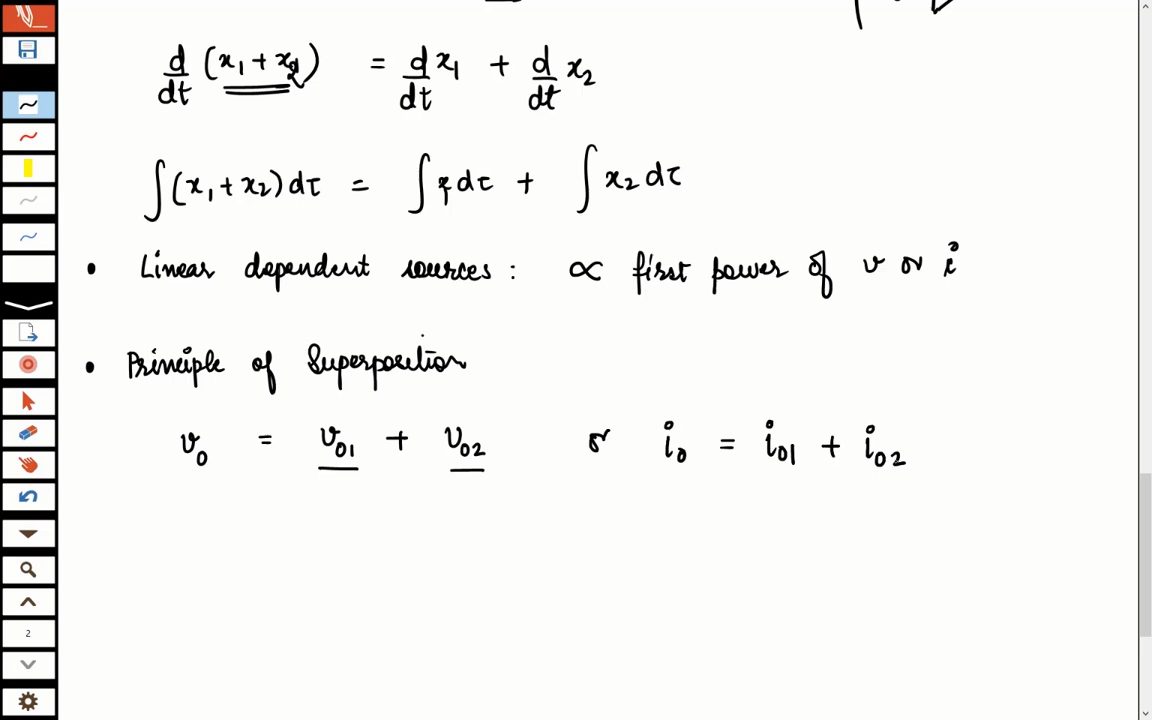 d/dt (x₁ + x₂) = d/dt x₁ + d/dt x₂
∫(x₁ + x₂) dτ = ∫ x₁ dτ + ∫ x₂ dτ
• Linear dependent sources : ∝ first power of v or i
• Principle of Superposition
v₀ = v₀₁ + v₀₂ or i₀ = i₀₁ + i₀₂
2